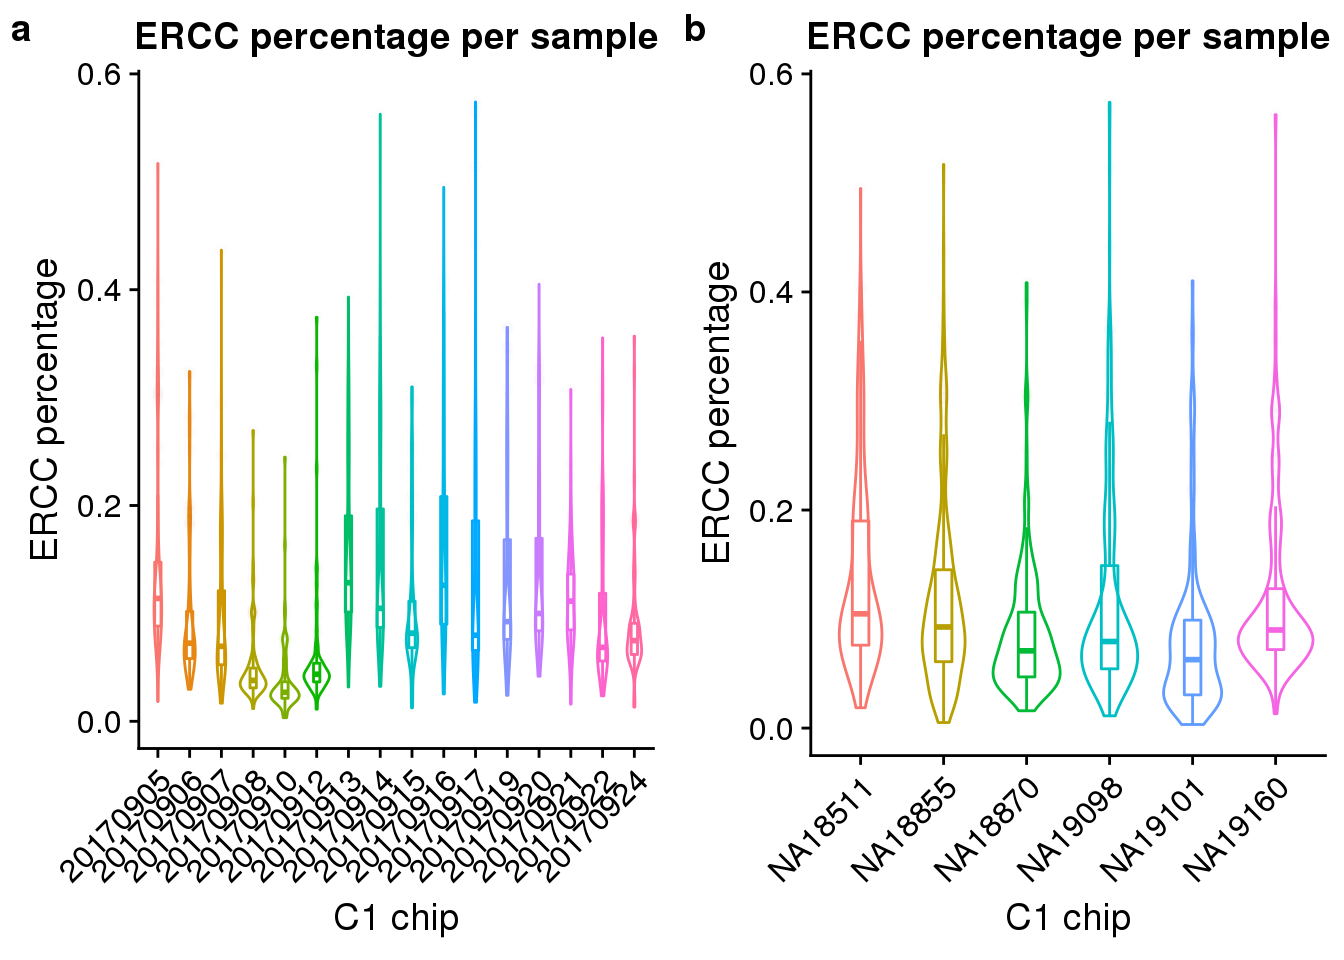 a
ERCC percentage per sample
ERCC percentage
0.6
0.4
0.2
0.0
20170905
20170906
20170907
20170908
20170910
20170912
20170913
20170914
20170915
20170916
20170917
20170919
20170920
20170921
20170922
20170924
C1 chip
b
ERCC percentage per sample
ERCC percentage
0.6
0.4
0.2
0.0
NA18511
NA18855
NA18870
NA19098
NA19101
NA19160
C1 chip